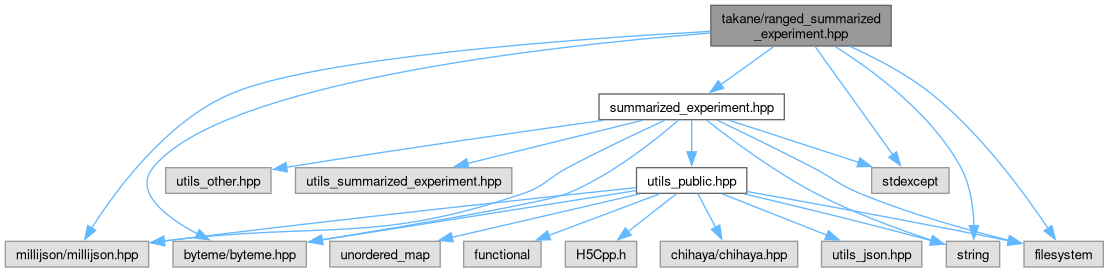 takane/ranged_summarized
_experiment.hpp
summarized_experiment.hpp
utils_other.hpp
utils_summarized_experiment.hpp
utils_public.hpp
stdexcept
millijson/millijson.hpp
byteme/byteme.hpp
unordered_map
functional
H5Cpp.h
chihaya/chihaya.hpp
utils_json.hpp
string
filesystem